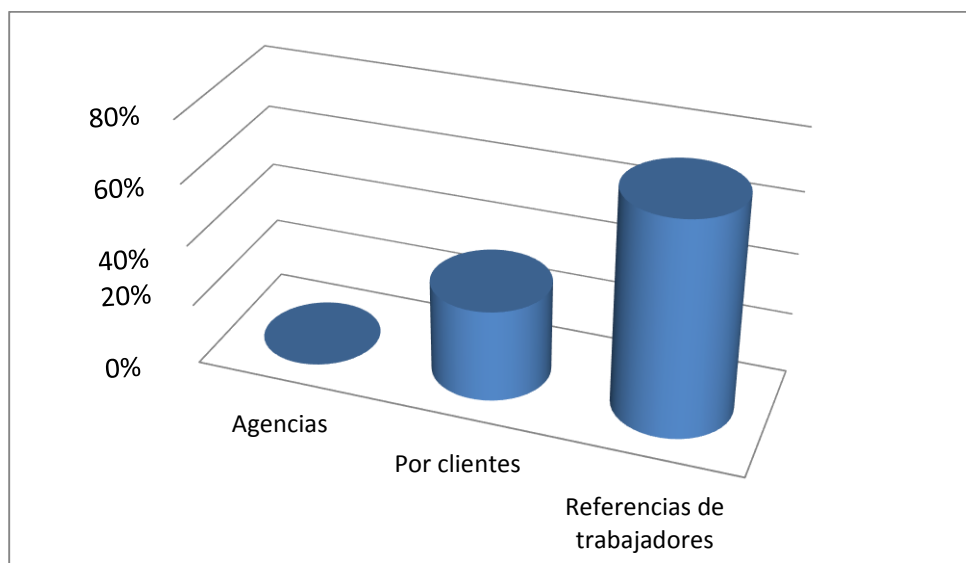 80%
60%
40%
20%
0%
Agencias
Por clientes
Referencias de
trabajadores